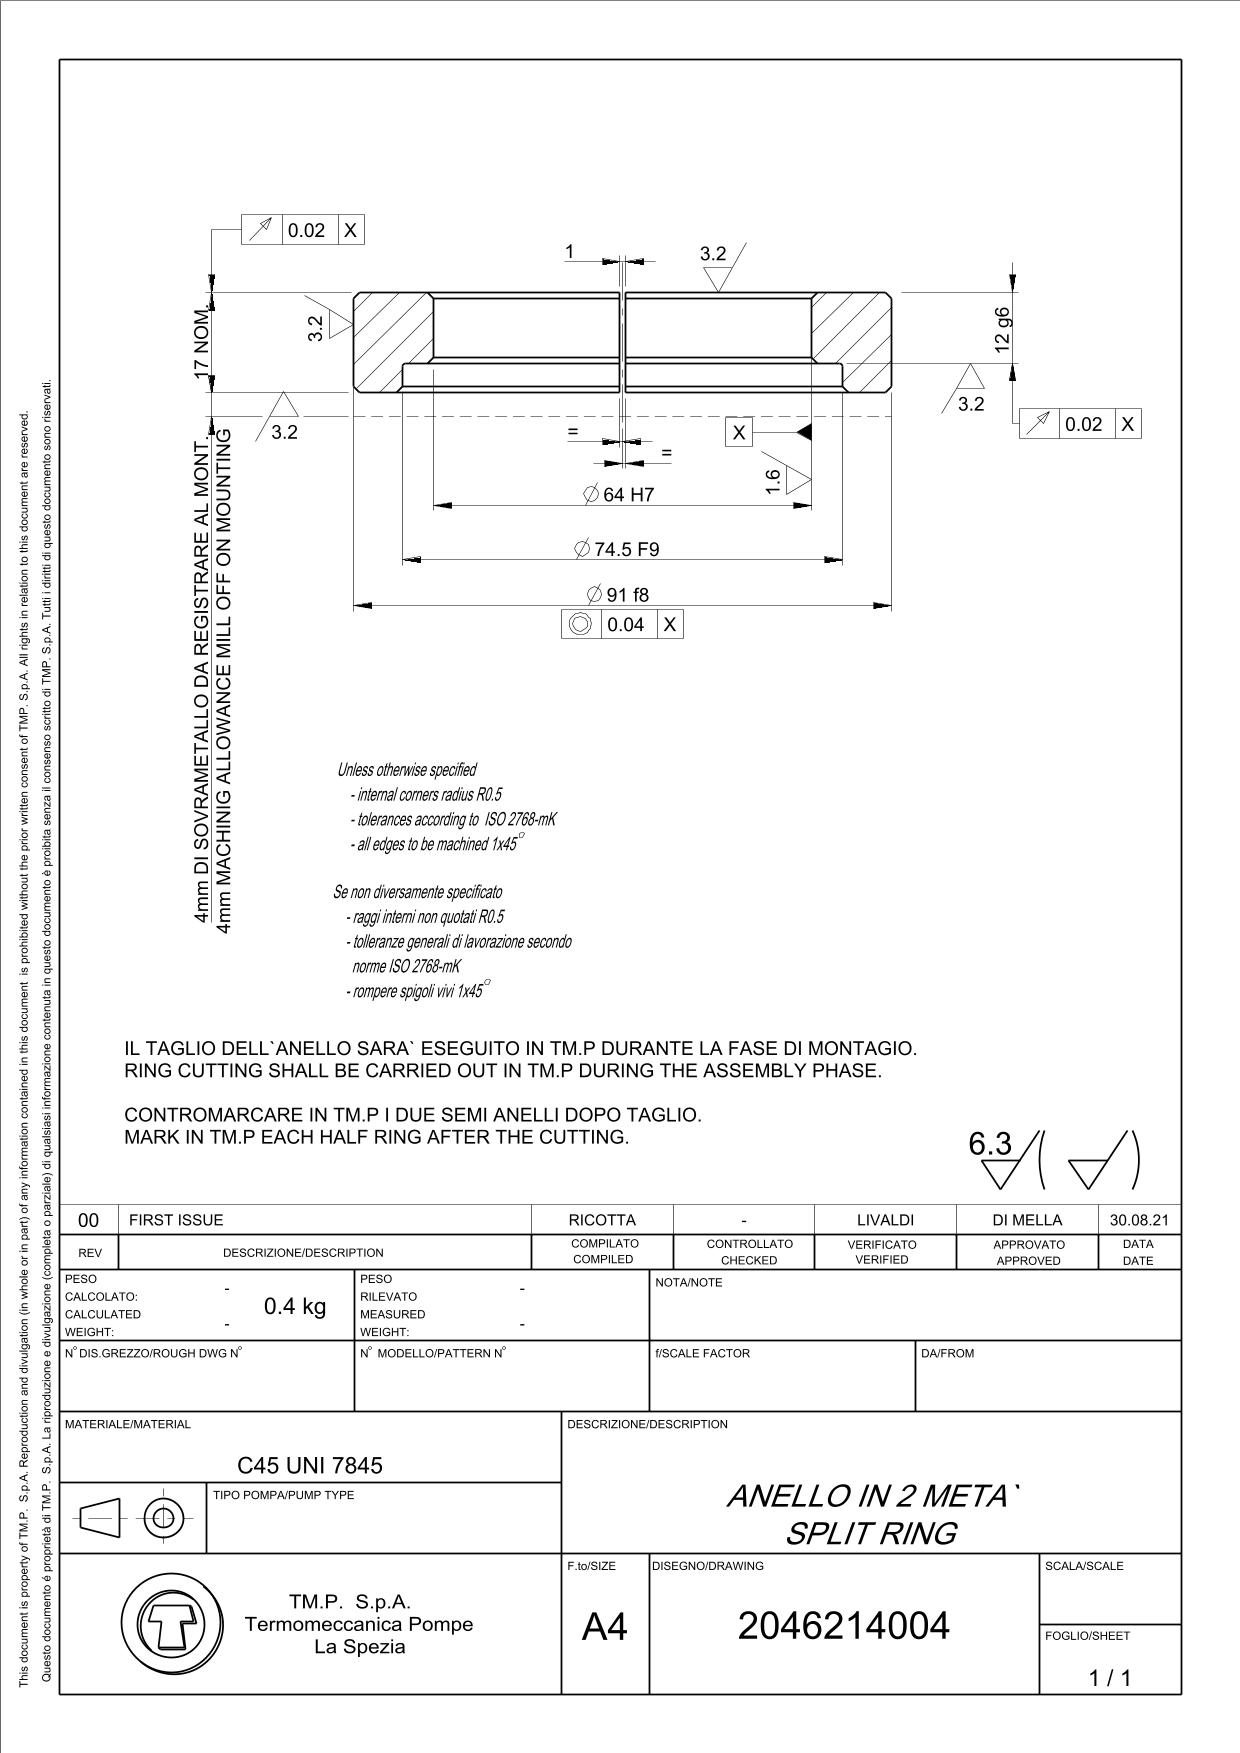 0.02 X
1
3.2
3.2
17 NOM.
12 g6
3.2
3.2
0.02 X
=
=
X
1.6
4mm DI SOVRAMETALLO DA REGISTRARE AL MONT.
4mm MACHINIG ALLOWANCE MILL OFF ON MOUNTING
⌀ 64 H7
⌀ 74.5 F9
⌀ 91 f8
◎ 0.04 X
Unless otherwise specified
- internal corners radius R0.5
- tolerances according to ISO 2768-mK
- all edges to be machined 1x45°
Se non diversamente specificato
- raggi interni non quotati R0.5
- tolleranze generali di lavorazione secondo
norme ISO 2768-mK
- rompere spigoli vivi 1x45°
IL TAGLIO DELL`ANELLO SARA` ESEGUITO IN TM.P DURANTE LA FASE DI MONTAGIO.
RING CUTTING SHALL BE CARRIED OUT IN TM.P DURING THE ASSEMBLY PHASE.
CONTROMARCARE IN TM.P I DUE SEMI ANELLI DOPO TAGLIO.
MARK IN TM.P EACH HALF RING AFTER THE CUTTING.
6.3 ( )
00 FIRST ISSUE RICOTTA - LIVALDI DI MELLA 30.08.21
REV DESCRIZIONE/DESCRIPTION COMPILATO COMPILED CONTROLLATO CHECKED VERIFICATO VERIFIED APPROVATO APPROVED DATA DATE
PESO
CALCOLATO: -
CALCULATED 0.4 kg
WEIGHT: -
PESO
RILEVATO -
MEASURED
WEIGHT: -
NOTA/NOTE
N° DIS.GREZZO/ROUGH DWG N°
N° MODELLO/PATTERN N°
f/SCALE FACTOR
DA/FROM
MATERIALE/MATERIAL
C45 UNI 7845
DESCRIZIONE/DESCRIPTION
ANELLO IN 2 META`
SPLIT RING
TIPO POMPA/PUMP TYPE
TM.P. S.p.A.
Termomeccanica Pompe
La Spezia
F.to/SIZE
A4
DISEGNO/DRAWING
2046214004
SCALA/SCALE
FOGLIO/SHEET
1 / 1
This document is property of TM.P. S.p.A. Reproduction and divulgation (in whole or in part) of any information contained in this document is prohibited without the prior written consent of TMP. S.p.A. All rights in relation to this document are reserved.
Questo documento è proprietà di TM.P. S.p.A. La riproduzione e divulgazione (completa o parziale) di qualsiasi informazione contenuta in questo documento è proibita senza il consenso scritto di TMP. S.p.A. Tutti i diritti di questo documento sono riservati.